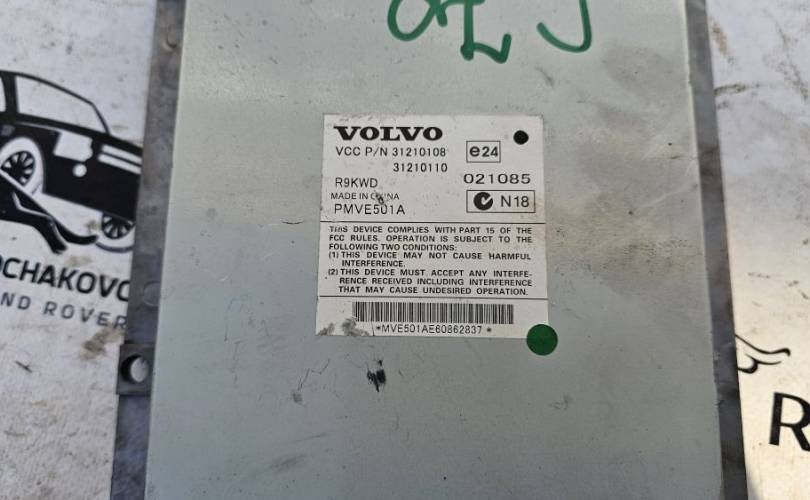 VOLVO
VCC P/N 31210108
31210110
e24
R9KWD
021085
MADE IN CHINA
PMVE501A
N18
THIS DEVICE COMPLIES WITH PART 15 OF THE
FCC RULES. OPERATION IS SUBJECT TO THE
FOLLOWING TWO CONDITIONS:
(1) THIS DEVICE MAY NOT CAUSE HARMFUL
INTERFERENCE.
(2) THIS DEVICE MUST ACCEPT ANY INTERFE-
RENCE RECEIVED INCLUDING INTERFERENCE
THAT MAY CAUSE UNDESIRED OPERATION.
*MVE501AE60862837*
OCHAKOVO
ND ROVER
R